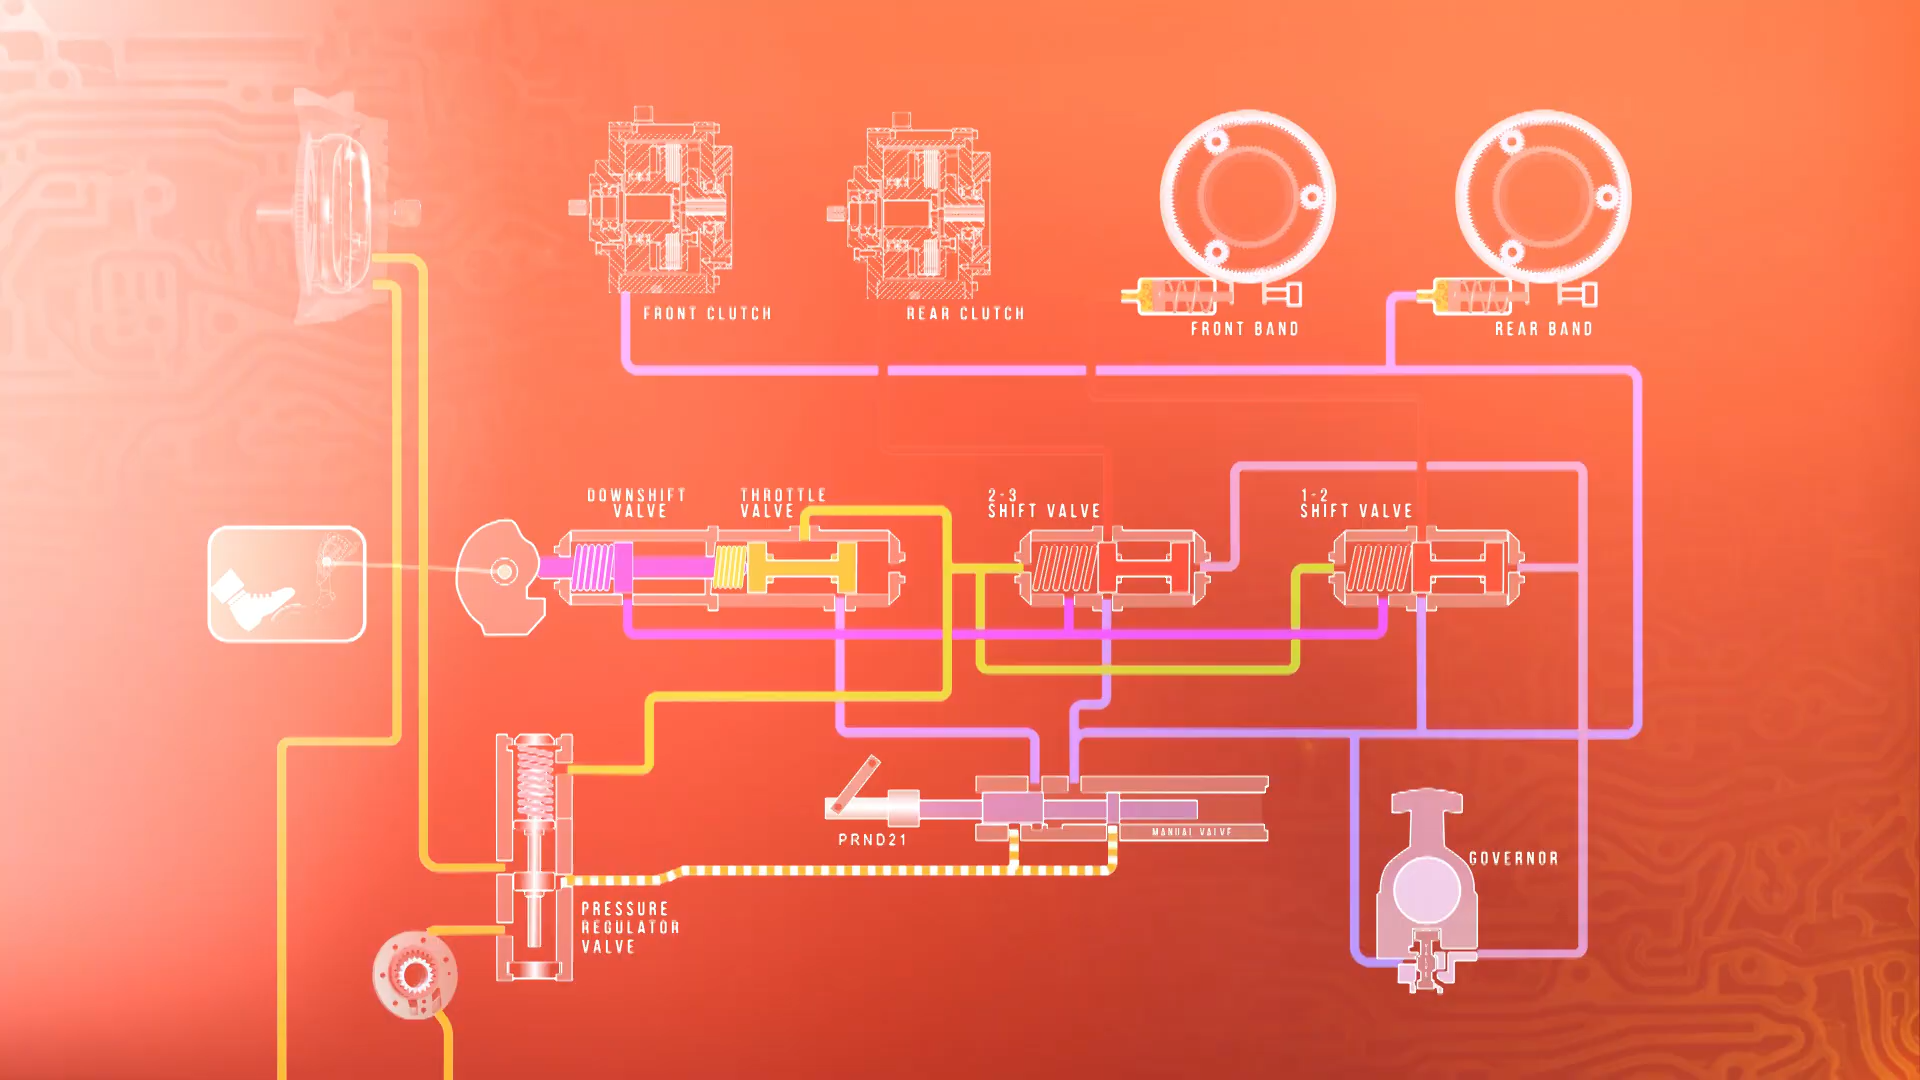 FRONT CLUTCH
REAR CLUTCH
FRONT BAND
REAR BAND
DOWNSHIFT
VALVE
THROTTLE
VALVE
2-3
SHIFT VALVE
1-2
SHIFT VALVE
PRND21
MANUAL VALVE
GOVERNOR
PRESSURE
REGULATOR
VALVE